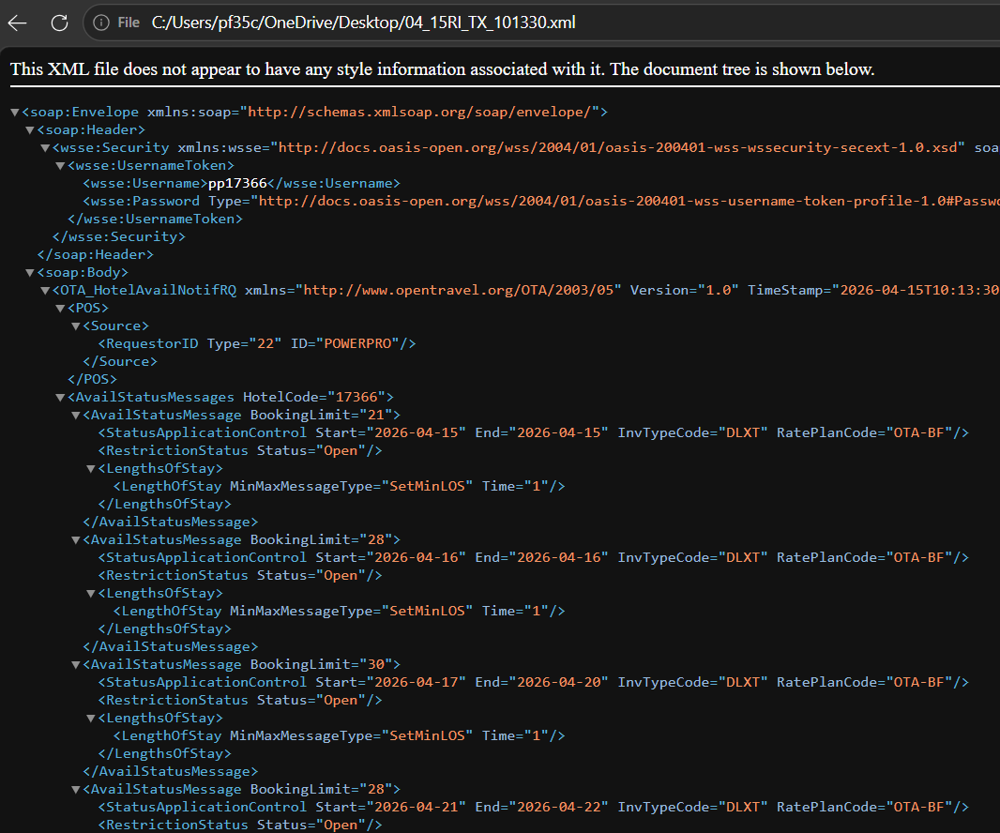 File C:/Users/pf35c/OneDrive/Desktop/04_15RI_TX_101330.xml
This XML file does not appear to have any style information associated with it. The document tree is shown below.
▼<soap:Envelope xmlns:soap="http://schemas.xmlsoap.org/soap/envelope/">
▼<soap:Header>
▼<wsse:Security xmlns:wsse="http://docs.oasis-open.org/wss/2004/01/oasis-200401-wss-wssecurity-secext-1.0.xsd" soa
▼<wsse:UsernameToken>
<wsse:Username>pp17366</wsse:Username>
<wsse:Password Type="http://docs.oasis-open.org/wss/2004/01/oasis-200401-wss-username-token-profile-1.0#Passwo
</wsse:UsernameToken>
</wsse:Security>
</soap:Header>
▼<soap:Body>
▼<OTA_HotelAvailNotifRQ xmlns="http://www.opentravel.org/OTA/2003/05" Version="1.0" TimeStamp="2026-04-15T10:13:30
▼<POS>
▼<Source>
<RequestorID Type="22" ID="POWERPRO"/>
</Source>
</POS>
▼<AvailStatusMessages HotelCode="17366">
▼<AvailStatusMessage BookingLimit="21">
<StatusApplicationControl Start="2026-04-15" End="2026-04-15" InvTypeCode="DLXT" RatePlanCode="OTA-BF"/>
<RestrictionStatus Status="Open"/>
▼<LengthsOfStay>
<LengthOfStay MinMaxMessageType="SetMinLOS" Time="1"/>
</LengthsOfStay>
</AvailStatusMessage>
▼<AvailStatusMessage BookingLimit="28">
<StatusApplicationControl Start="2026-04-16" End="2026-04-16" InvTypeCode="DLXT" RatePlanCode="OTA-BF"/>
<RestrictionStatus Status="Open"/>
▼<LengthsOfStay>
<LengthOfStay MinMaxMessageType="SetMinLOS" Time="1"/>
</LengthsOfStay>
</AvailStatusMessage>
▼<AvailStatusMessage BookingLimit="30">
<StatusApplicationControl Start="2026-04-17" End="2026-04-20" InvTypeCode="DLXT" RatePlanCode="OTA-BF"/>
<RestrictionStatus Status="Open"/>
▼<LengthsOfStay>
<LengthOfStay MinMaxMessageType="SetMinLOS" Time="1"/>
</LengthsOfStay>
</AvailStatusMessage>
▼<AvailStatusMessage BookingLimit="28">
<StatusApplicationControl Start="2026-04-21" End="2026-04-22" InvTypeCode="DLXT" RatePlanCode="OTA-BF"/>
<RestrictionStatus Status="Open"/>